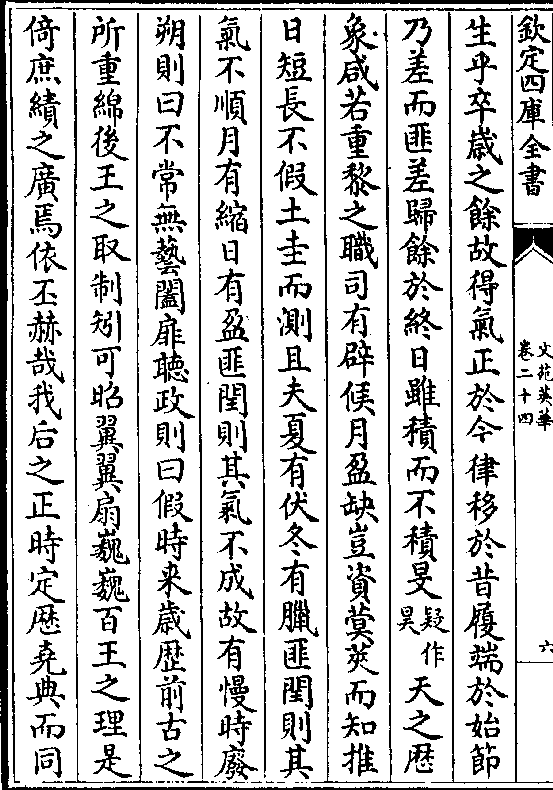 欽定四庫全書
文苑英華
卷二十四
六
生乎卒歲之餘故得氣正於今律移於昔履端於始節
乃差而匪差歸餘於終日雖積而不積旻疑作昊天之厯
象咸若重黎之職司有辟候月盈缺豈資蓂莢而知推
日短長不假土圭而測且夫夏有伏冬有臘匪閏則其
氣不順月有縮日有盈匪閏則其氣不成故有慢時廢
朔則曰不常無藝闔扉聽政則曰假時来歳歴前古之
所重綿後王之取制矧可昭翼翼扇巍巍百王之理是
倚庶績之廣焉依丕赫哉我后之正時定厯堯典而同